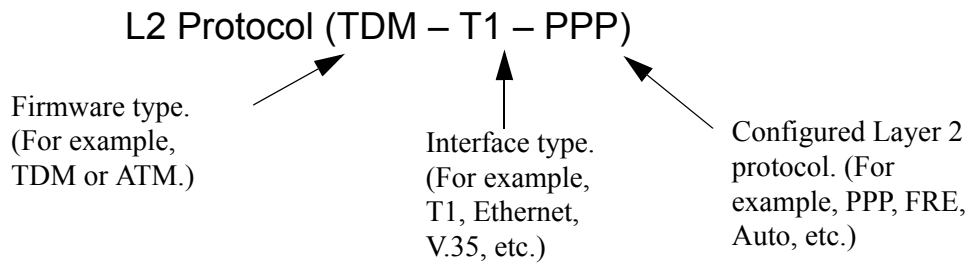 L2 Protocol (TDM – T1 – PPP)
Firmware type.
(For example,
TDM or ATM.)
Interface type.
(For example,
T1, Ethernet,
V.35, etc.)
Configured Layer 2
protocol. (For
example, PPP, FRE,
Auto, etc.)